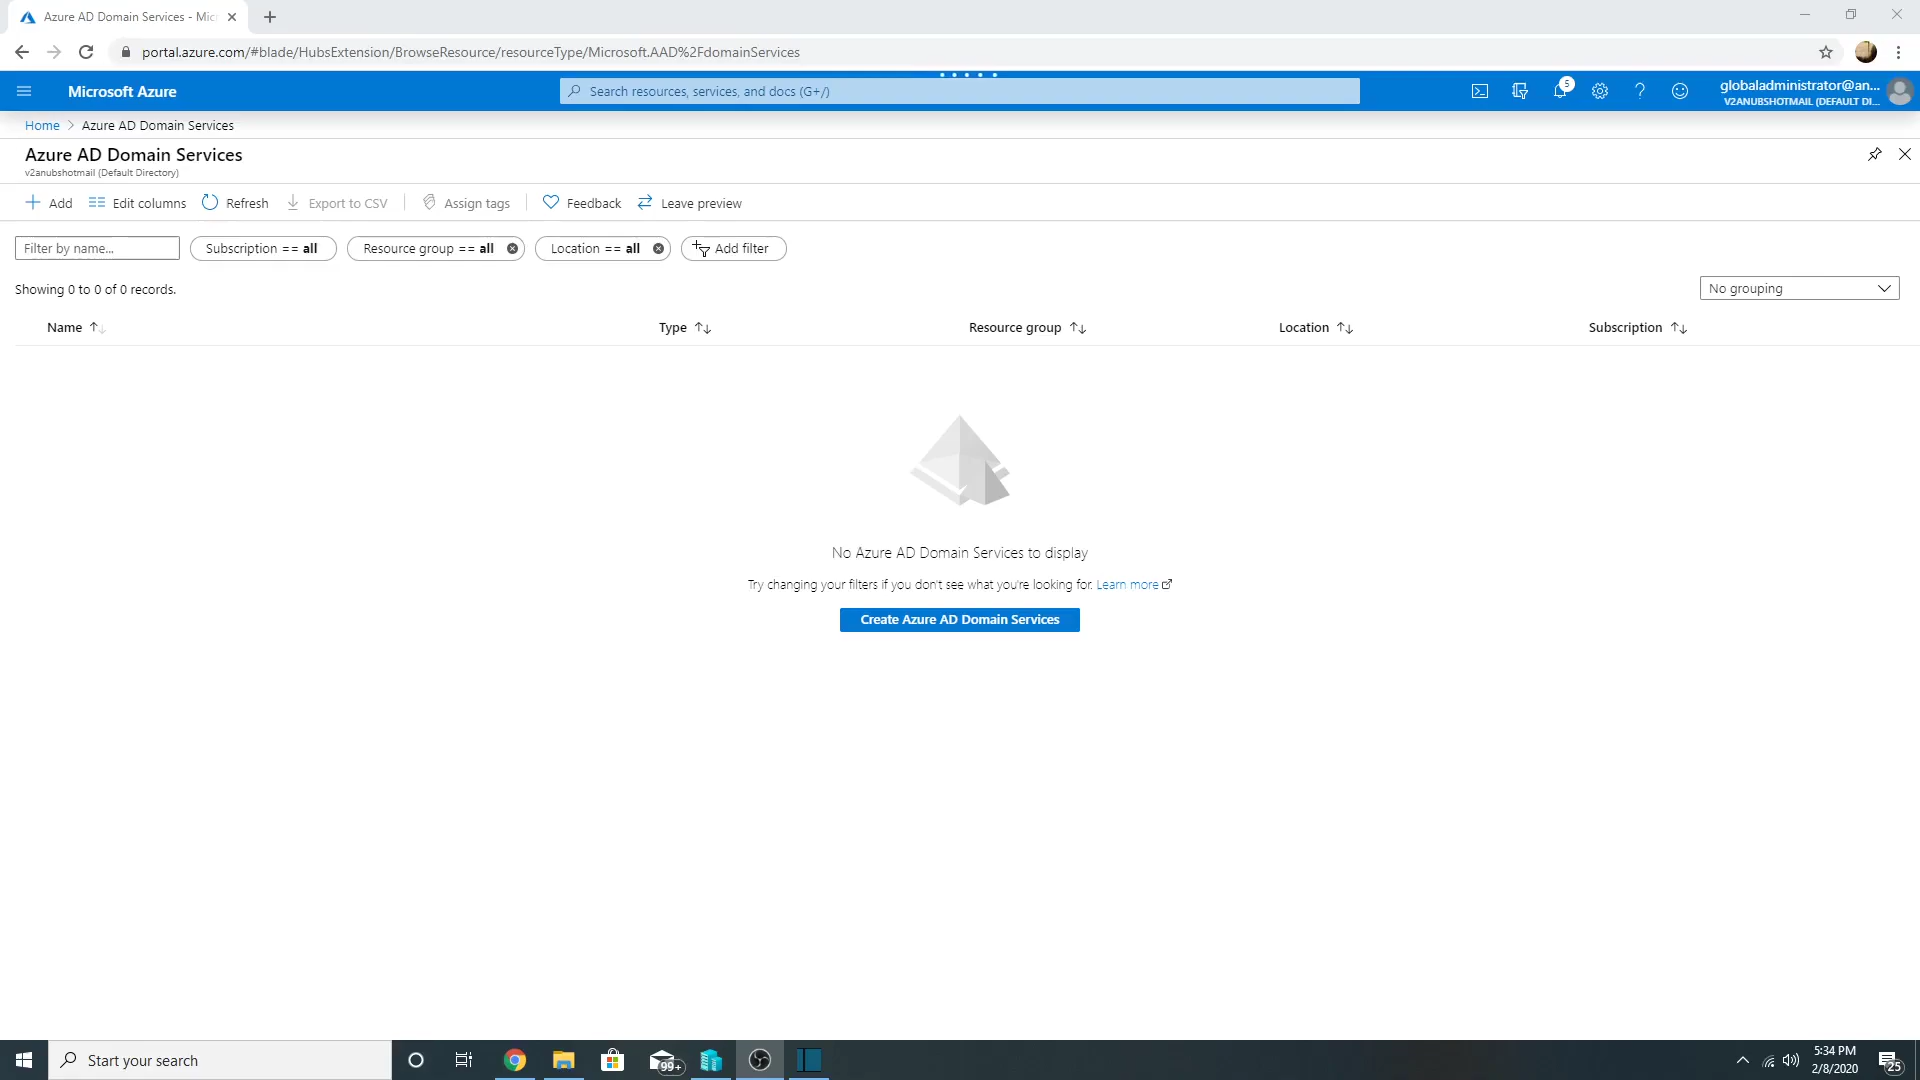 Azure AD Domain Services - Mic
portal.azure.com/#blade/HubsExtension/BrowseResource/resourceType/Microsoft.AAD%2FdomainServices
Microsoft Azure
Search resources, services, and docs (G+/)
5
globaladministrator@an...
V2ANUBSHOTMAIL (DEFAULT DI...
Home > Azure AD Domain Services
Azure AD Domain Services
v2anubshotmail (Default Directory)
Add
Edit columns
Refresh
Export to CSV
Assign tags
Feedback
Leave preview
Filter by name...
Subscription == all
Resource group == all
Location == all
Add filter
Showing 0 to 0 of 0 records.
No grouping
Name
Type
Resource group
Location
Subscription
No Azure AD Domain Services to display
Try changing your filters if you don't see what you're looking for. Learn more
Create Azure AD Domain Services
Start your search
99+
5:34 PM
2/8/2020
25